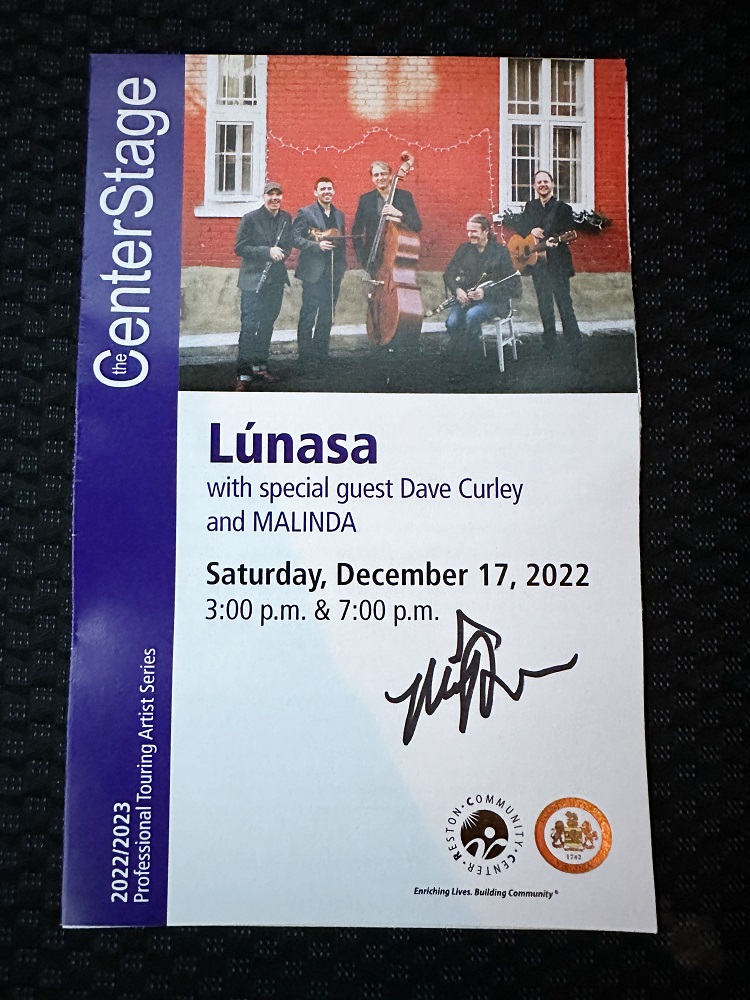 the CenterStage
2022/2023
Professional Touring Artist Series
Lúnasa
with special guest Dave Curley
and MALINDA
Saturday, December 17, 2022
3:00 p.m. & 7:00 p.m.
RESTON•COMMUNITY•CENTER•
1742
Enriching Lives. Building Community®